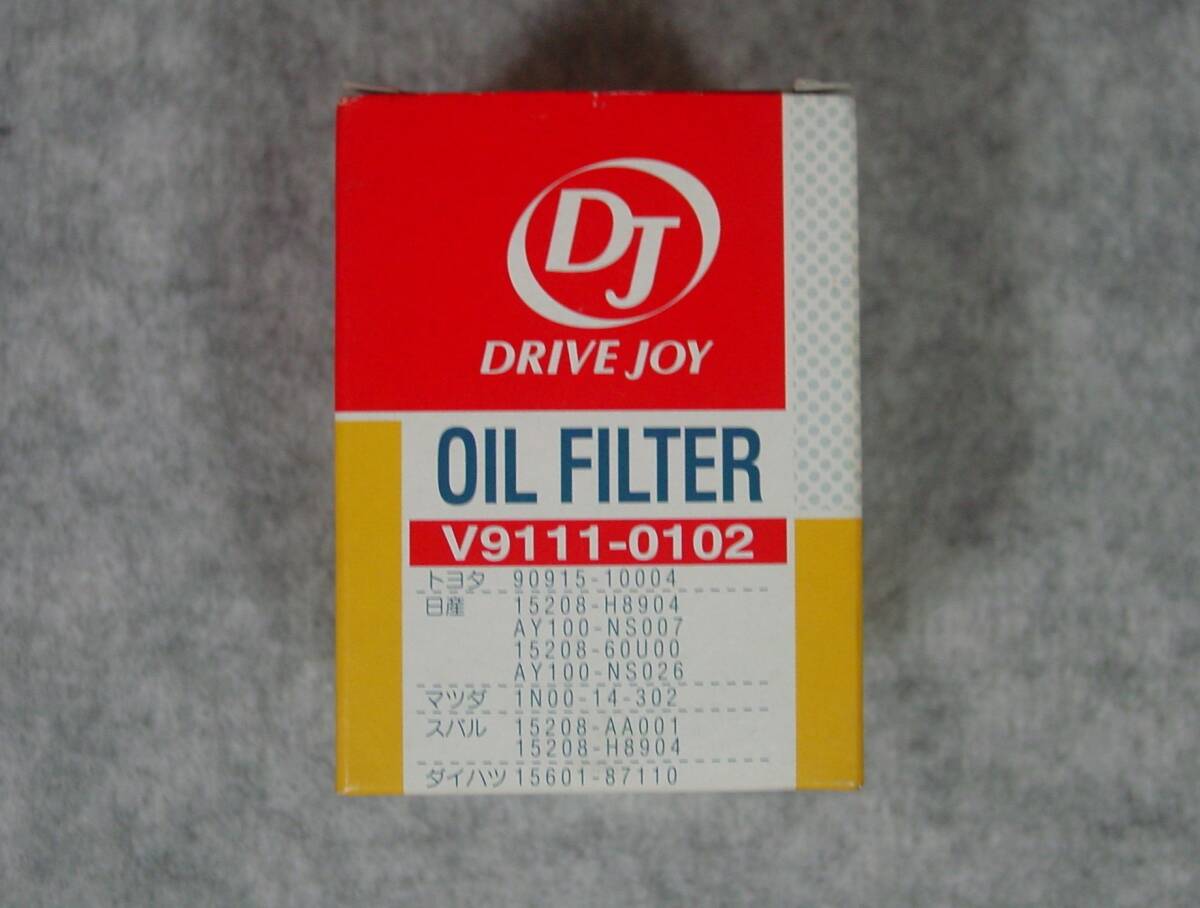 DJ
DRIVE JOY
OIL FILTER
V9111-0102
トヨタ 90915-10004
日産 15208-H8904
AY100-NS007
15208-60U00
AY100-NS026
マツダ 1N00-14-302
スバル 15208-AA001
15208-H8904
ダイハツ 15601-87110